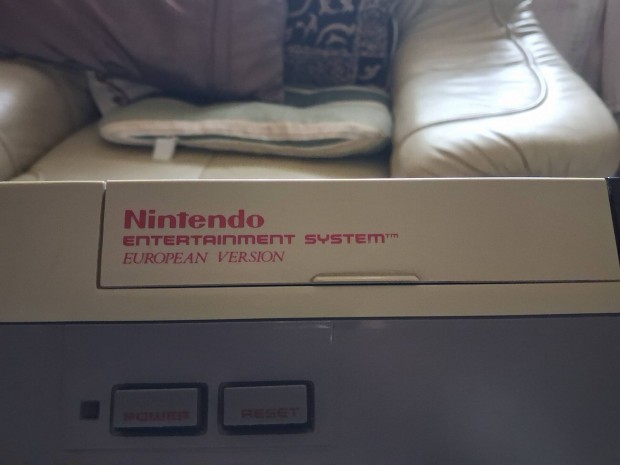 Nintendo
ENTERTAINMENT SYSTEM™
EUROPEAN VERSION
POWER RESET